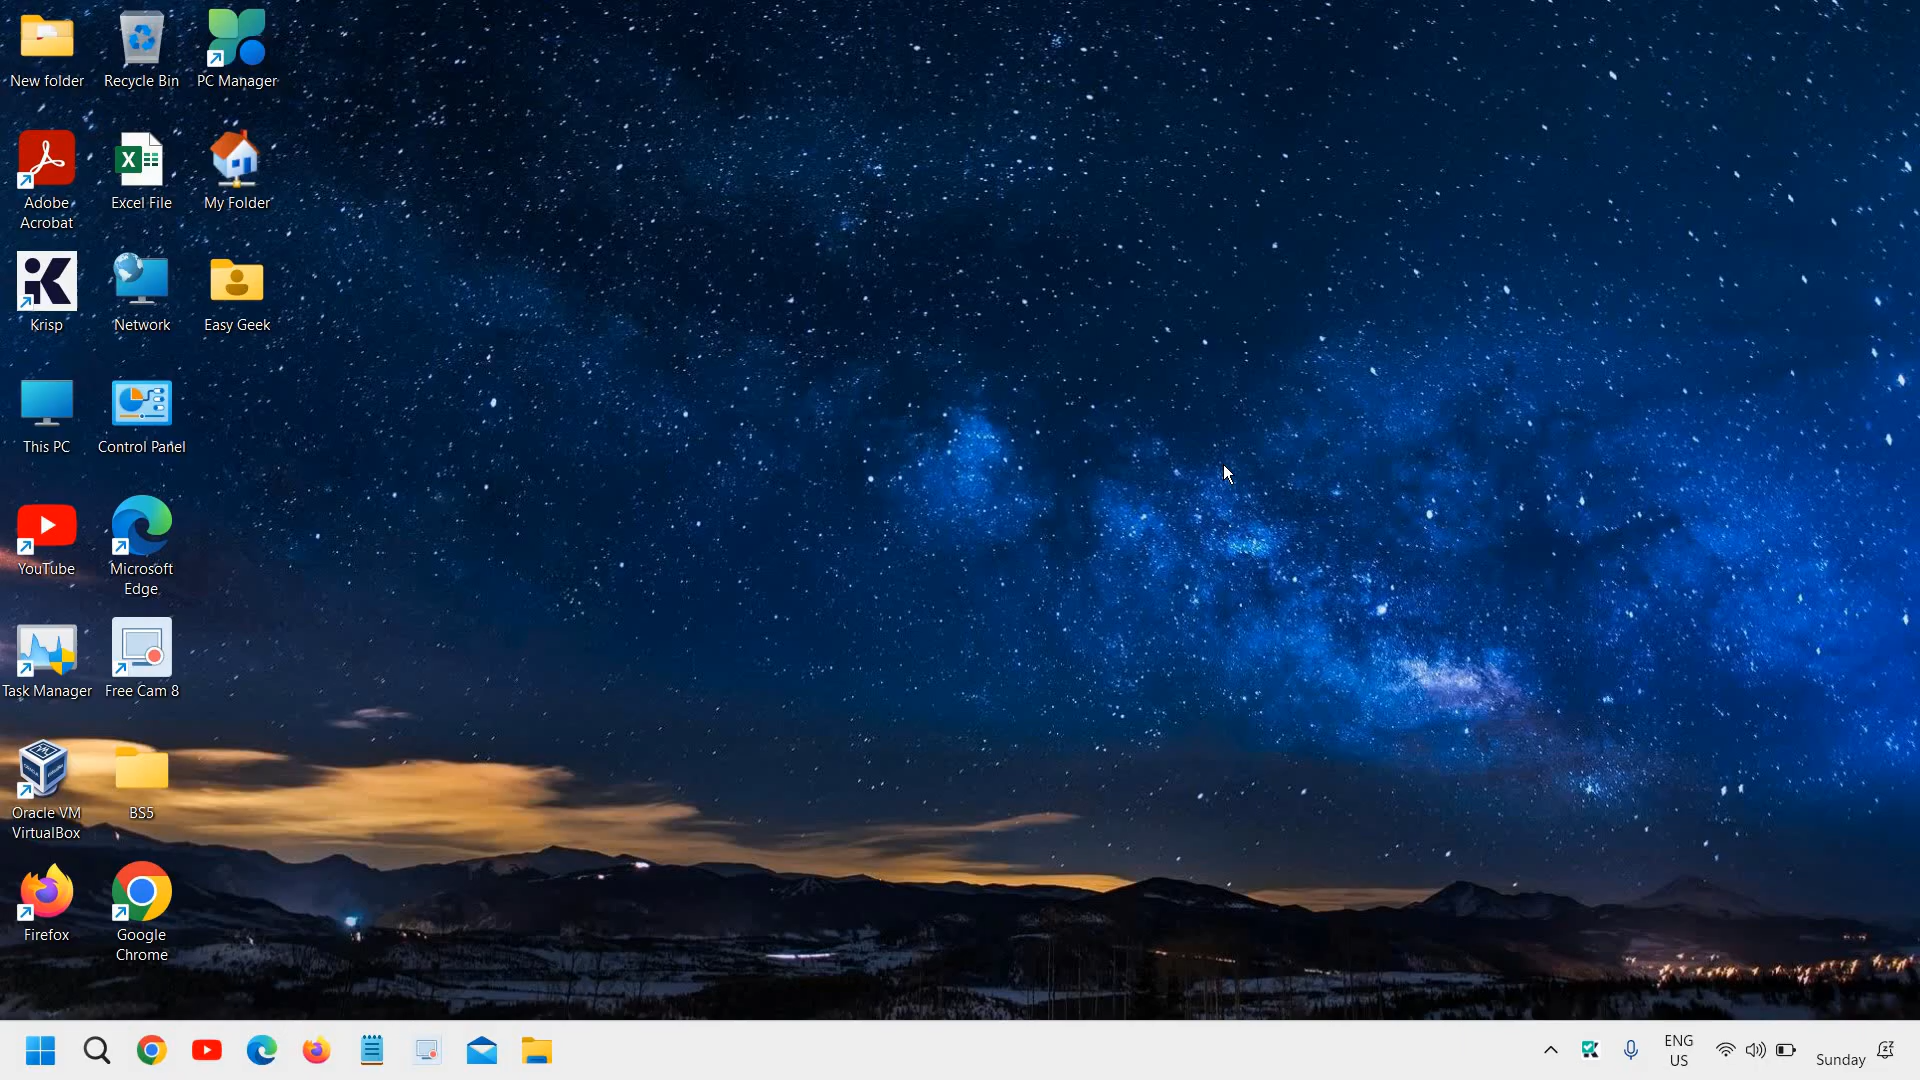 New folder
Recycle Bin
PC Manager
Adobe
Acrobat
Excel File
My Folder
Krisp
Network
Easy Geek
This PC
Control Panel
YouTube
Microsoft
Edge
Task Manager
Free Cam 8
Oracle VM
VirtualBox
BS5
Firefox
Google
Chrome
ENG
US
Sunday